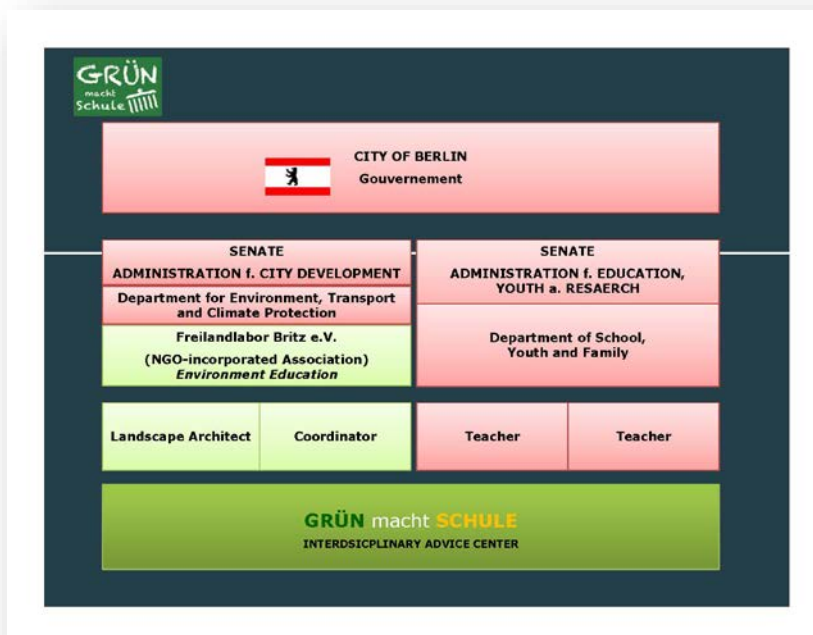 GRÜN
macht
Schule
CITY OF BERLIN
Gouvernement
SENATE
ADMINISTRATION f. CITY DEVELOPMENT
Department for Environment, Transport
and Climate Protection
Freilandlabor Britz e.V.
(NGO-incorporated Association)
Environment Education
SENATE
ADMINISTRATION f. EDUCATION,
YOUTH a. RESAERCH
Department of School,
Youth and Family
Landscape Architect
Coordinator
Teacher
Teacher
GRÜN macht SCHULE
INTERDSICPLINARY ADVICE CENTER